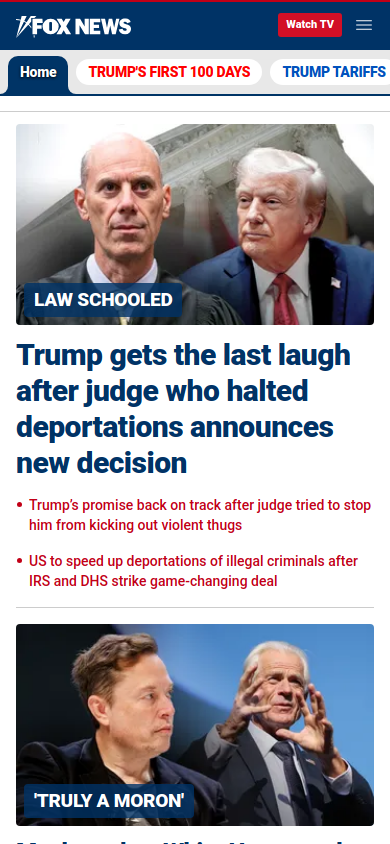 FOX NEWS
Watch TV
Home
TRUMP'S FIRST 100 DAYS
TRUMP TARIFFS
LAW SCHOOLED
Trump gets the last laugh
after judge who halted
deportations announces
new decision
• Trump's promise back on track after judge tried to stop
him from kicking out violent thugs
• US to speed up deportations of illegal criminals after
IRS and DHS strike game-changing deal
'TRULY A MORON'